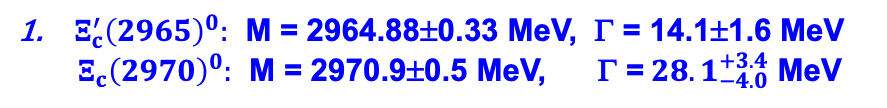 1. Ξ′c(2965)⁰: M = 2964.88±0.33 MeV, Γ = 14.1±1.6 MeV
Ξc(2970)⁰: M = 2970.9±0.5 MeV, Γ = 28.1+3.4−4.0 MeV